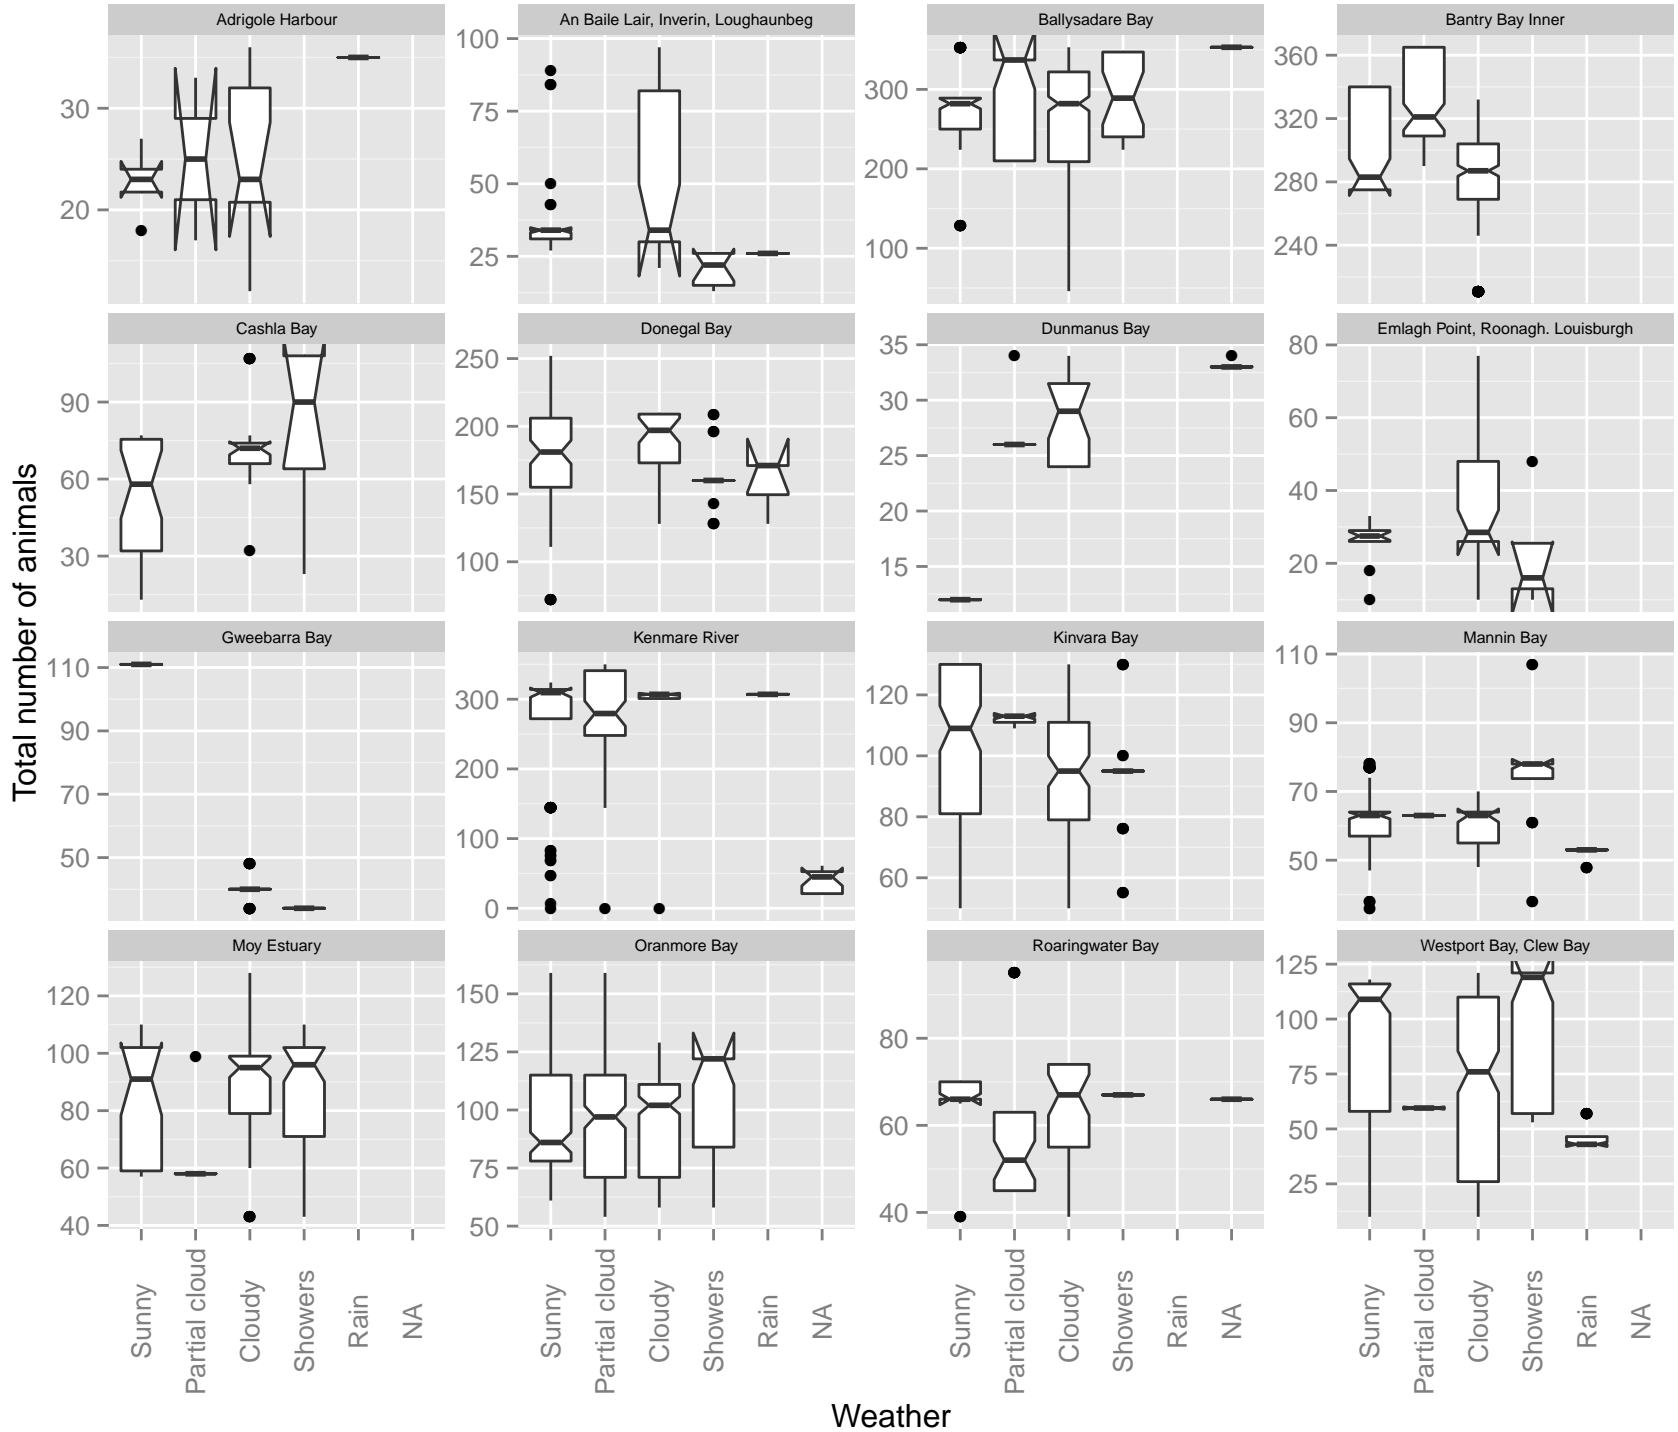 Adrigole Harbour
An Baile Lair, Inverin, Loughaunbeg
Ballysadare Bay
Bantry Bay Inner
30
20
100
75
50
25
300
200
100
360
320
280
240
Cashla Bay
Donegal Bay
Dunmanus Bay
Emlagh Point, Roonagh. Louisburgh
90
60
30
250
200
150
100
35
30
25
20
15
80
60
40
20
Total number of animals
Gweebarra Bay
Kenmare River
Kinvara Bay
Mannin Bay
110
90
70
50
300
200
100
0
120
100
80
60
110
90
70
50
Moy Estuary
Oranmore Bay
Roaringwater Bay
Westport Bay, Clew Bay
120
100
80
60
40
150
125
100
75
50
80
60
40
125
100
75
50
25
Sunny
Partial cloud
Cloudy
Showers
Rain
NA
Sunny
Partial cloud
Cloudy
Showers
Rain
NA
Sunny
Partial cloud
Cloudy
Showers
Rain
NA
Sunny
Partial cloud
Cloudy
Showers
Rain
NA
Weather